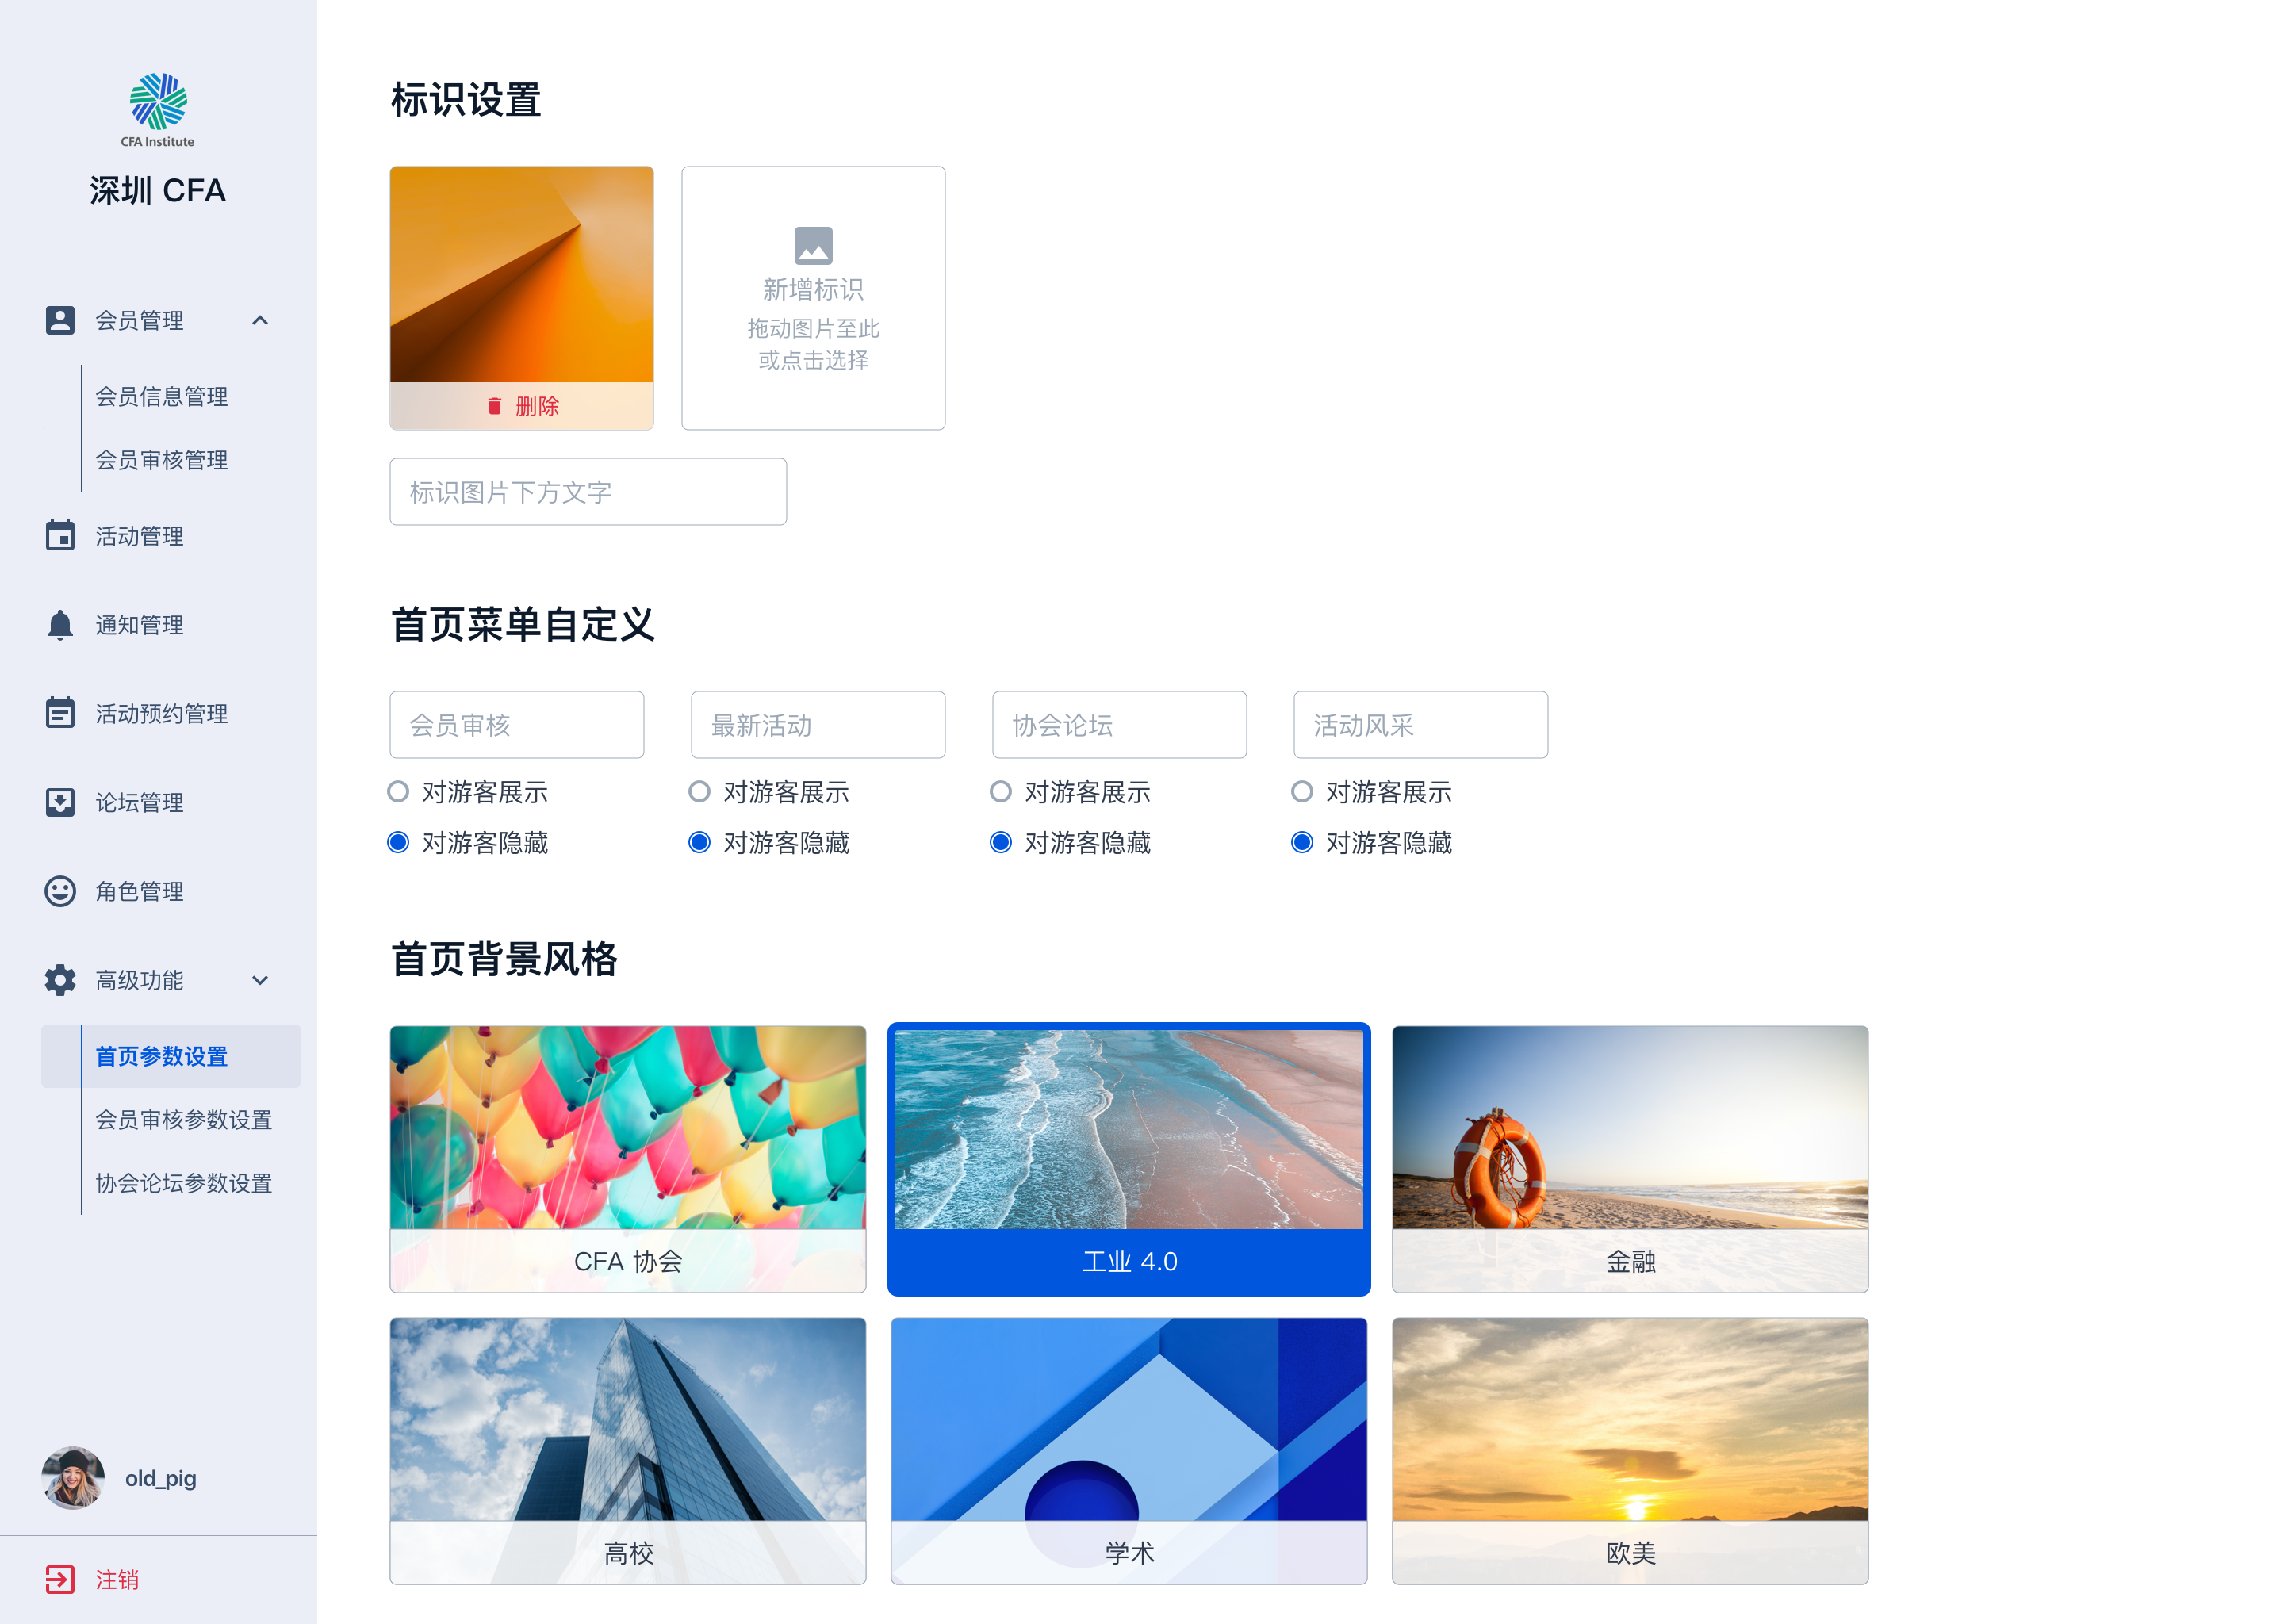 CFA Institute
深圳 CFA
会员管理
会员信息管理
会员审核管理
活动管理
通知管理
活动预约管理
论坛管理
角色管理
高级功能
首页参数设置
会员审核参数设置
协会论坛参数设置
old_pig
注销
标识设置
删除
新增标识
拖动图片至此
或点击选择
标识图片下方文字
首页菜单自定义
会员审核
对游客展示
对游客隐藏
最新活动
对游客展示
对游客隐藏
协会论坛
对游客展示
对游客隐藏
活动风采
对游客展示
对游客隐藏
首页背景风格
CFA 协会
工业 4.0
金融
高校
学术
欧美